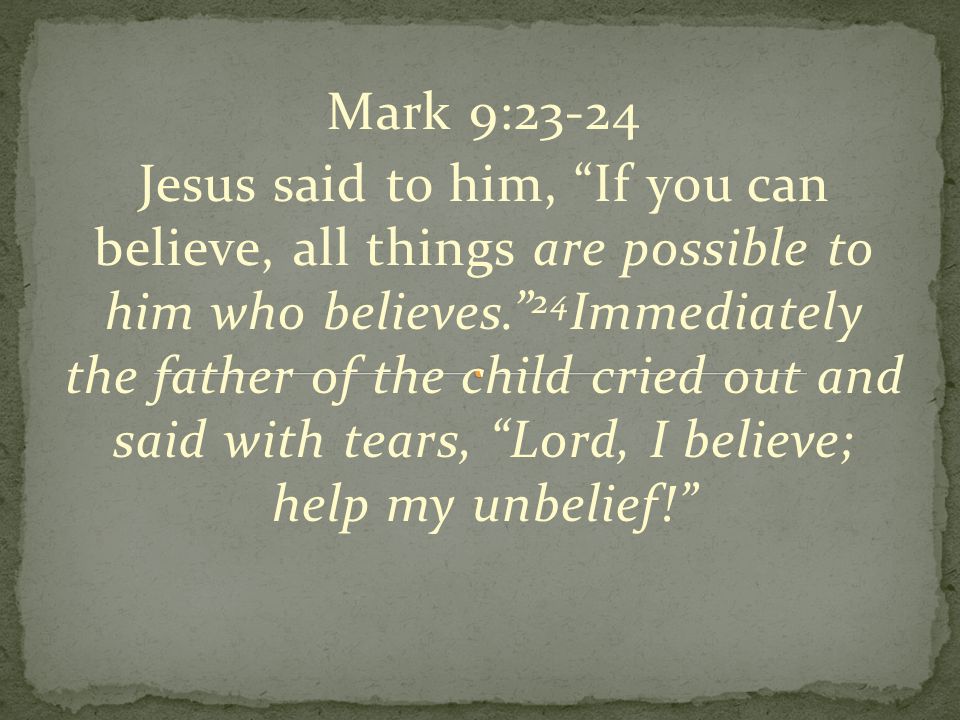 Mark 9:23-24
Jesus said to him, “If you can
believe, all things are possible to
him who believes.”24Immediately
the father of the child cried out and
said with tears, “Lord, I believe;
help my unbelief!”